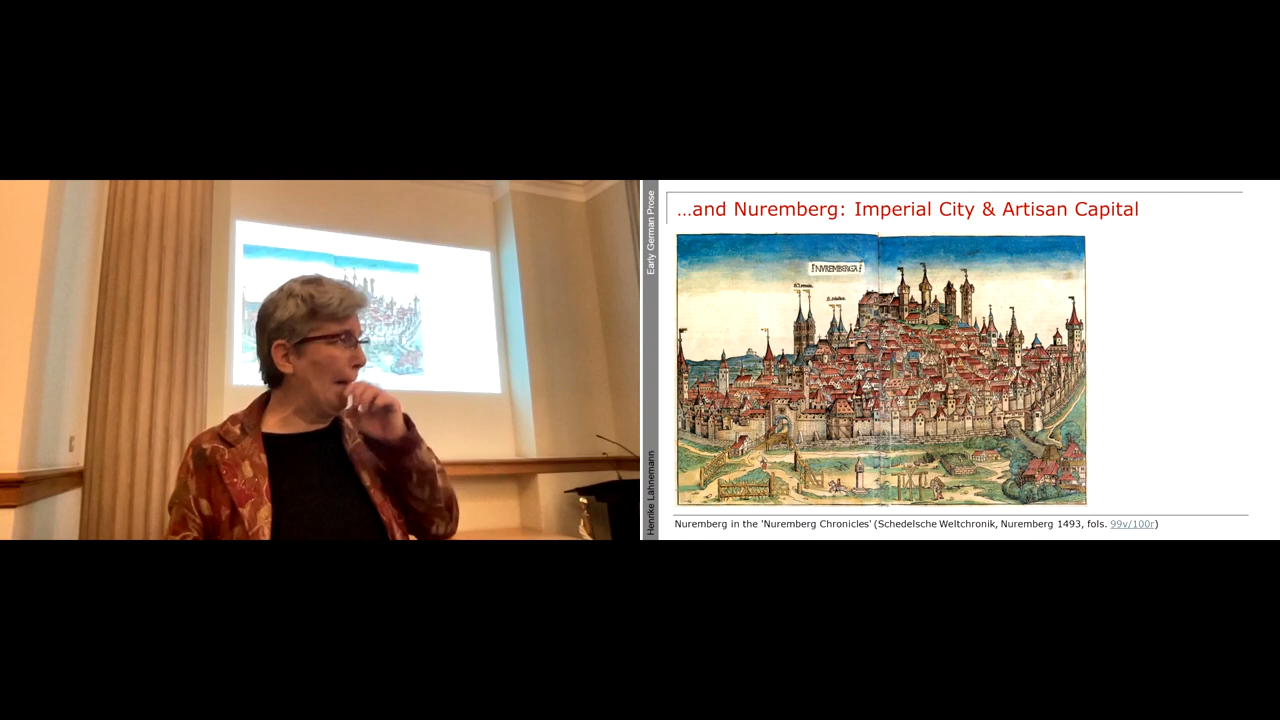 Early German Prose
Henrike Lahnemann
...and Nuremberg: Imperial City & Artisan Capital
NVREMBERGA
Nuremberg in the 'Nuremberg Chronicles' (Schedelsche Weltchronik, Nuremberg 1493, fols. 99v/100r)